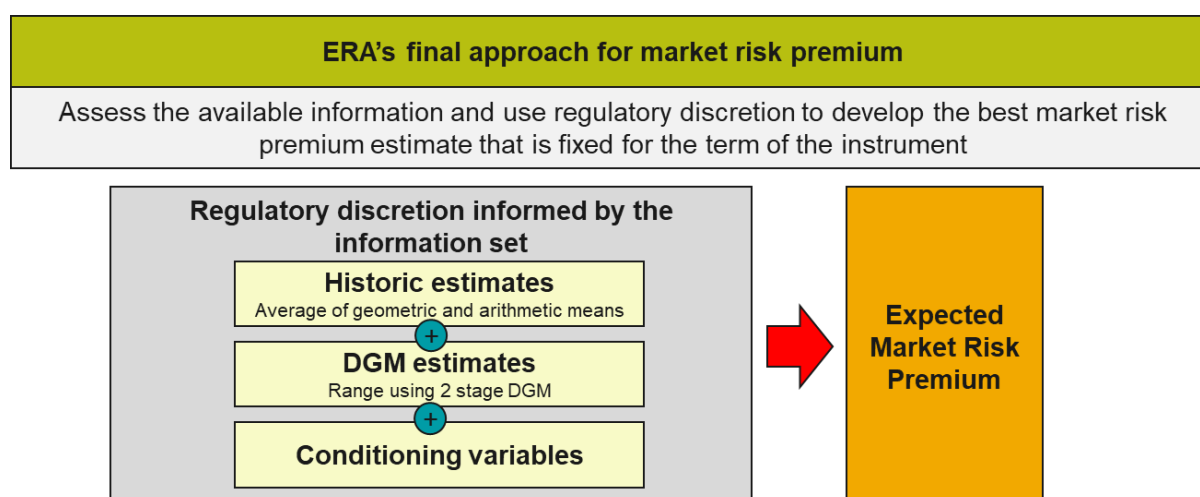 ERA's final approach for market risk premium
Assess the available information and use regulatory discretion to develop the best market risk
premium estimate that is fixed for the term of the instrument
Regulatory discretion informed by the
information set
Historic estimates
Average of geometric and arithmetic means
+
DGM estimates
Range using 2 stage DGM
+
Conditioning variables
Expected
Market Risk
Premium